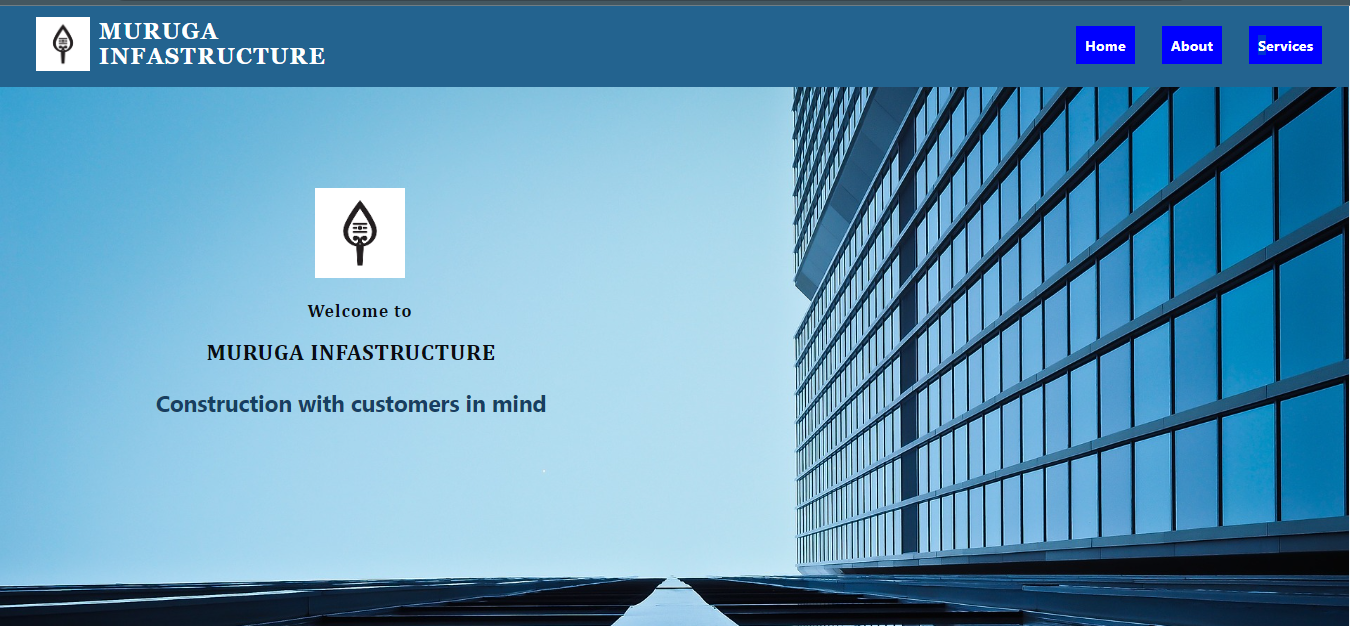 MURUGA
INFASTRUCTURE
Home
About
Services
Welcome to
MURUGA INFASTRUCTURE
Construction with customers in mind